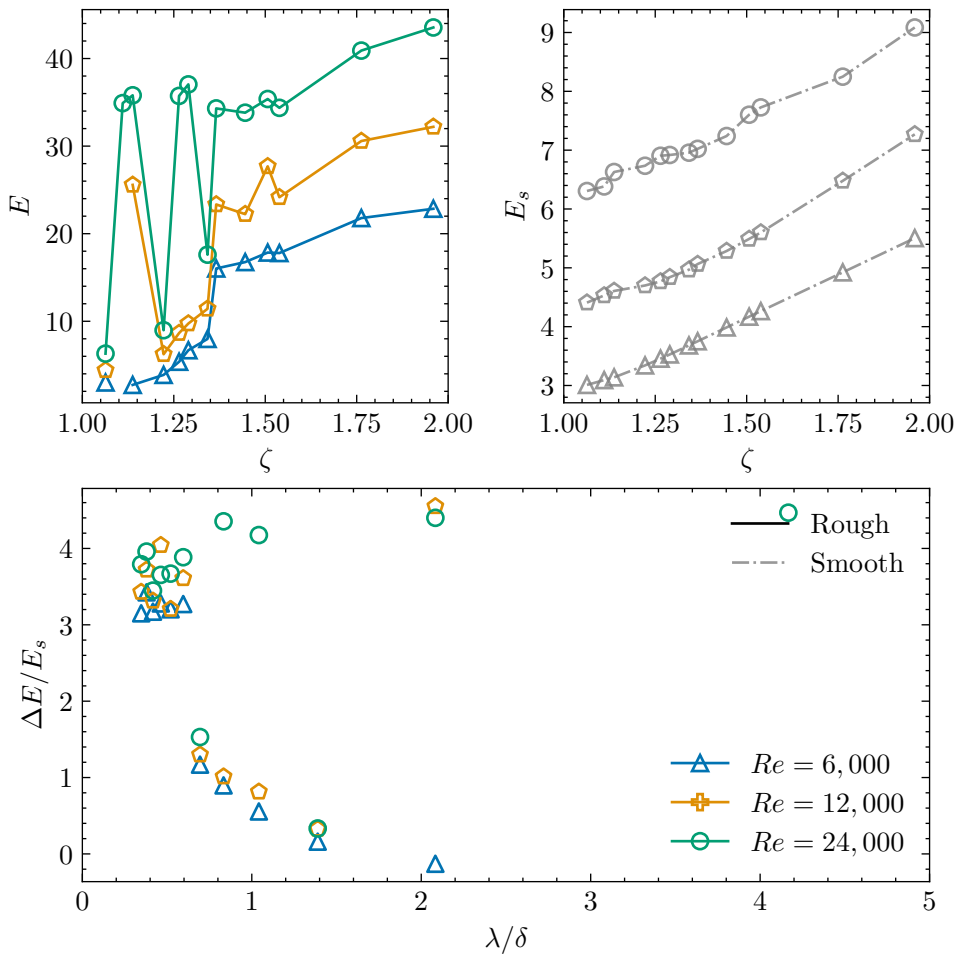 40
30
20
10
E
1.00 1.25 1.50 1.75 2.00
ζ
9
8
7
6
5
4
3
E_s
1.00 1.25 1.50 1.75 2.00
ζ
4
3
2
1
0
ΔE/E_s
Rough
Smooth
Re = 6,000
Re = 12,000
Re = 24,000
0 1 2 3 4 5
λ/δ